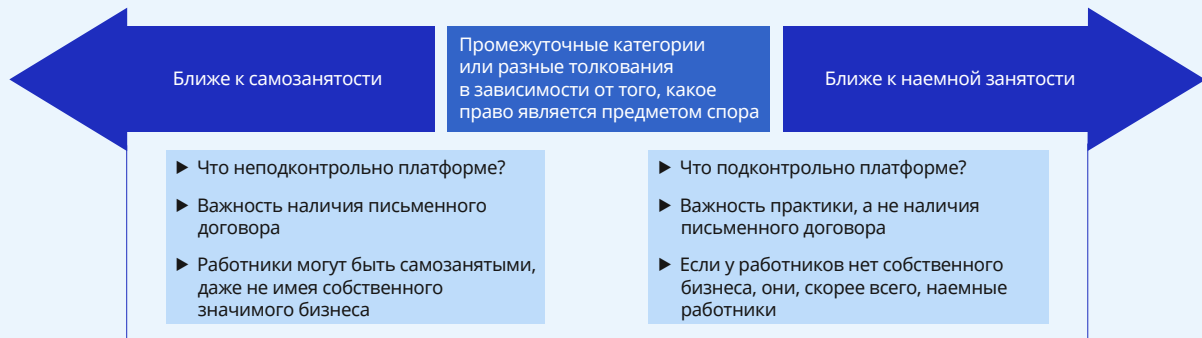 Ближе к самозанятости
Промежуточные категории
или разные толкования
в зависимости от того, какое
право является предметом спора
Ближе к наемной занятости
▶ Что неподконтрольно платформе?
▶ Важность наличия письменного
договора
▶ Работники могут быть самозанятыми,
даже не имея собственного
значимого бизнеса
▶ Что подконтрольно платформе?
▶ Важность практики, а не наличия
письменного договора
▶ Если у работников нет собственного
бизнеса, они, скорее всего, наемные
работники